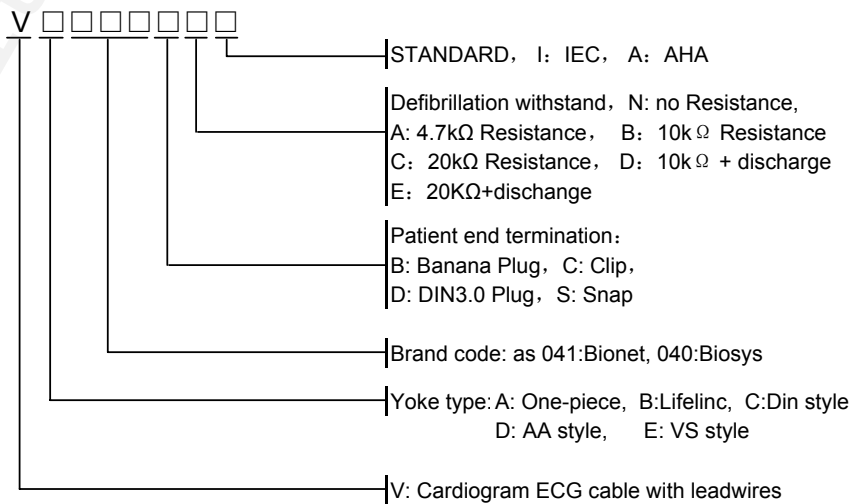 V□□□□□□□
STANDARD, I: IEC, A: AHA
Defibrillation withstand, N: no Resistance,
A: 4.7kΩ Resistance, B: 10kΩ Resistance
C: 20kΩ Resistance, D: 10kΩ + discharge
E: 20KΩ+dischange
Patient end termination:
B: Banana Plug, C: Clip,
D: DIN3.0 Plug, S: Snap
Brand code: as 041:Bionet, 040:Biosys
Yoke type: A: One-piece, B:Lifelinc, C:Din style
D: AA style, E: VS style
V: Cardiogram ECG cable with leadwires